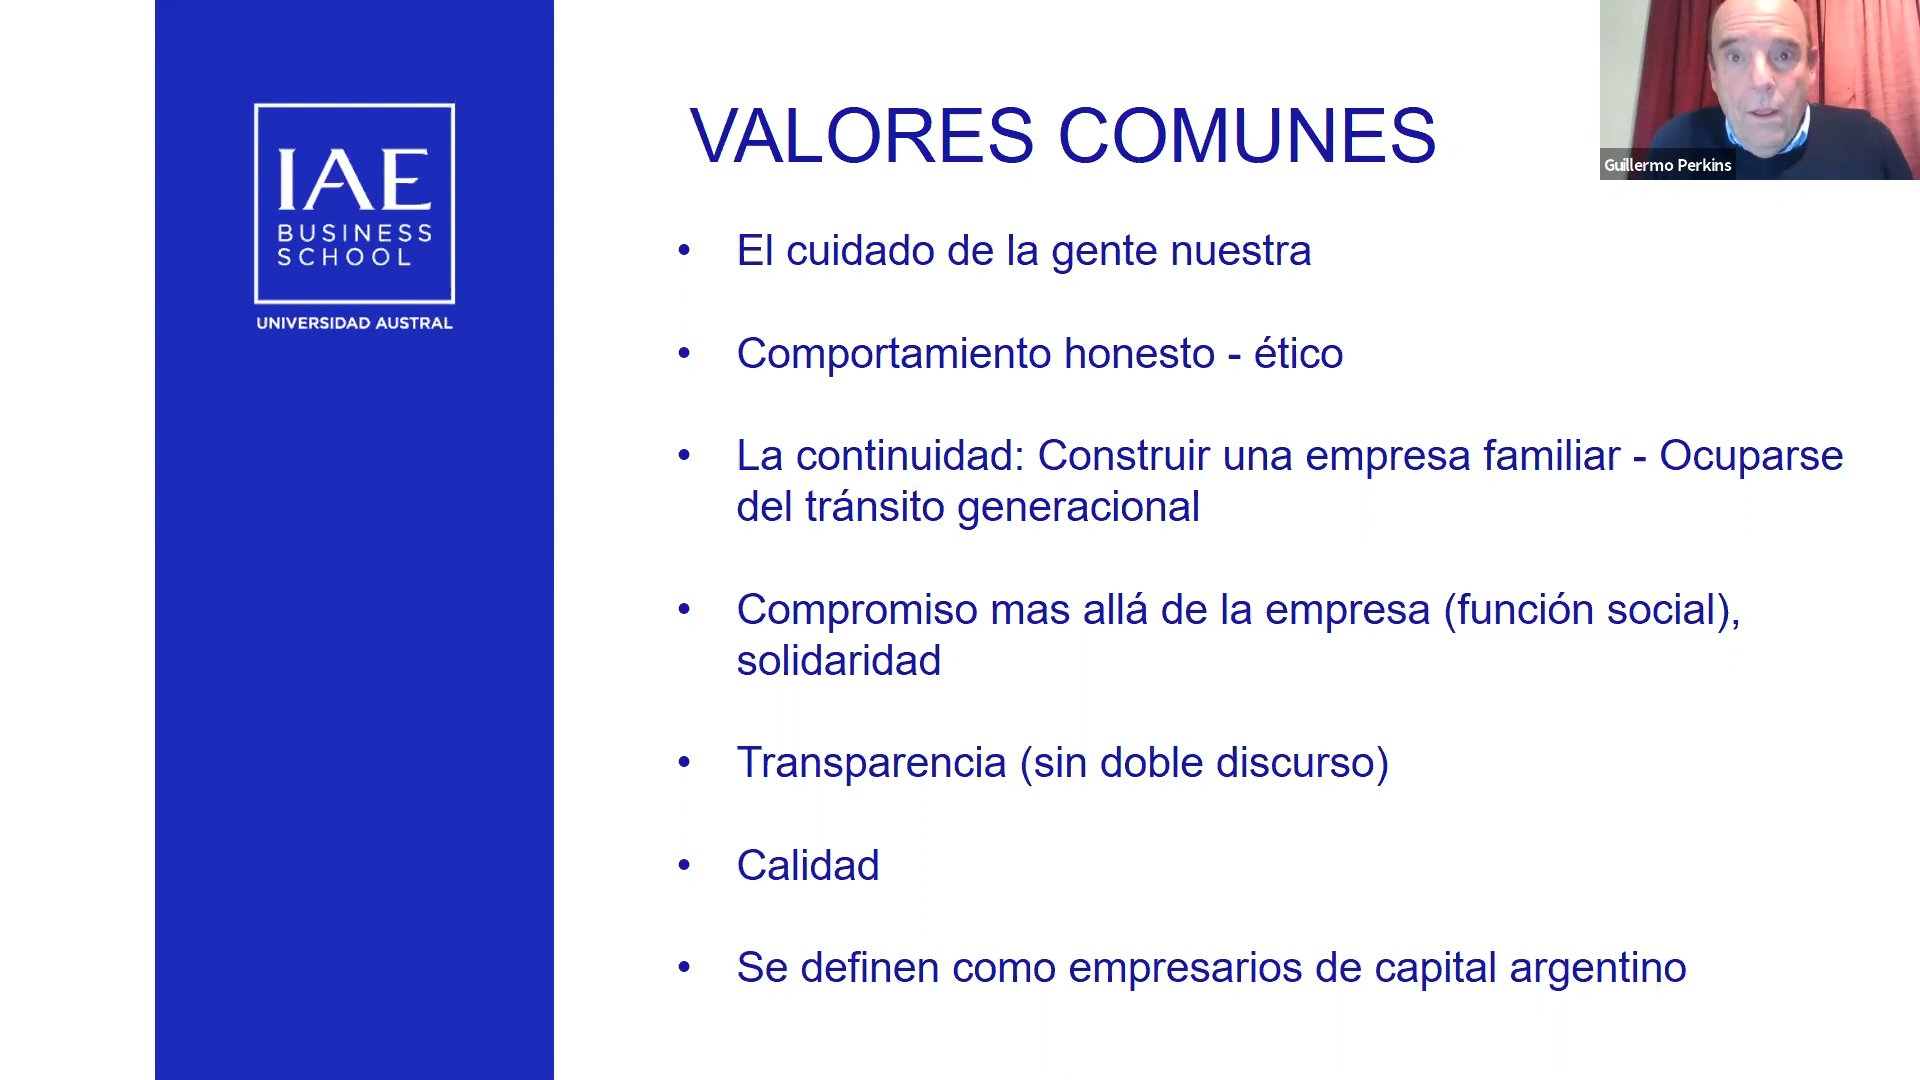 IAE
BUSINESS
SCHOOL
UNIVERSIDAD AUSTRAL
VALORES COMUNES
• El cuidado de la gente nuestra
• Comportamiento honesto - ético
• La continuidad: Construir una empresa familiar - Ocuparse
del tránsito generacional
• Compromiso mas allá de la empresa (función social),
solidaridad
• Transparencia (sin doble discurso)
• Calidad
• Se definen como empresarios de capital argentino
Guillermo Perkins